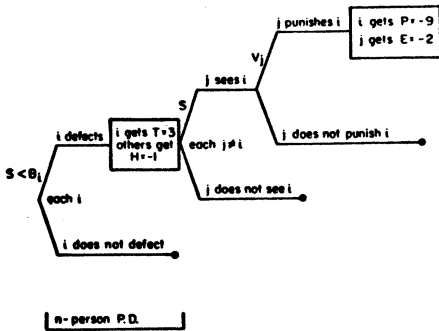 j punishes i
i gets P=-9
j gets E=-2
Vj
j sees i
S
j does not punish i
i defects
i gets T=3
others get
H=-1
each j≠i
S<Bi
each i
j does not see i
i does not defect
n-person P.D.